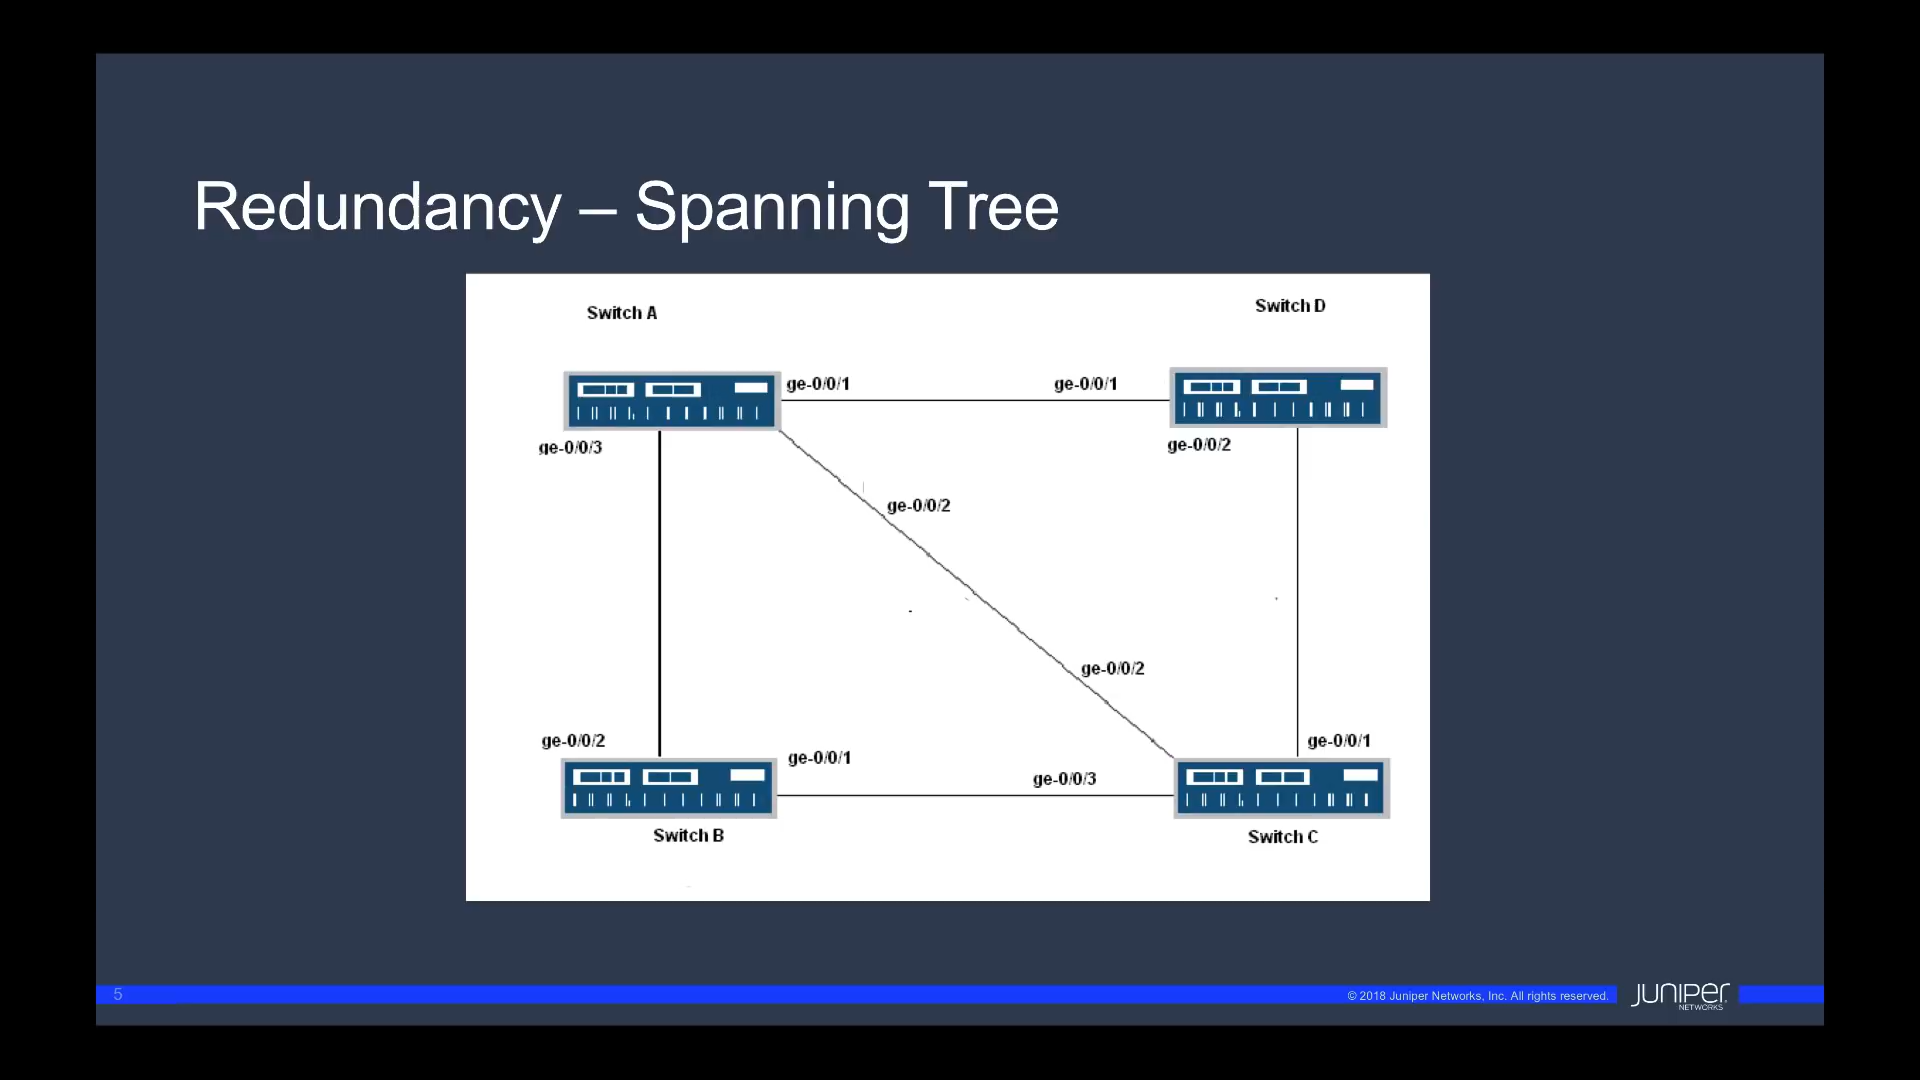 Redundancy – Spanning Tree
Switch A
Switch D
ge-0/0/1
ge-0/0/1
ge-0/0/3
ge-0/0/2
ge-0/0/2
ge-0/0/2
ge-0/0/2
ge-0/0/1
ge-0/0/1
ge-0/0/3
Switch B
Switch C
5
© 2018 Juniper Networks, Inc. All rights reserved.
JUNIPER
NETWORKS